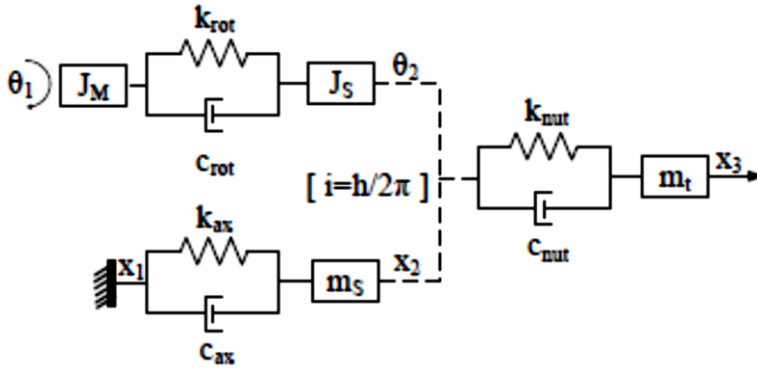 k_rot
θ_1
J_M
J_S
θ_2
c_rot
k_nut
x_3
m_t
c_nut
[ i=h/2π ]
k_ax
x_1
m_S
x_2
c_ax